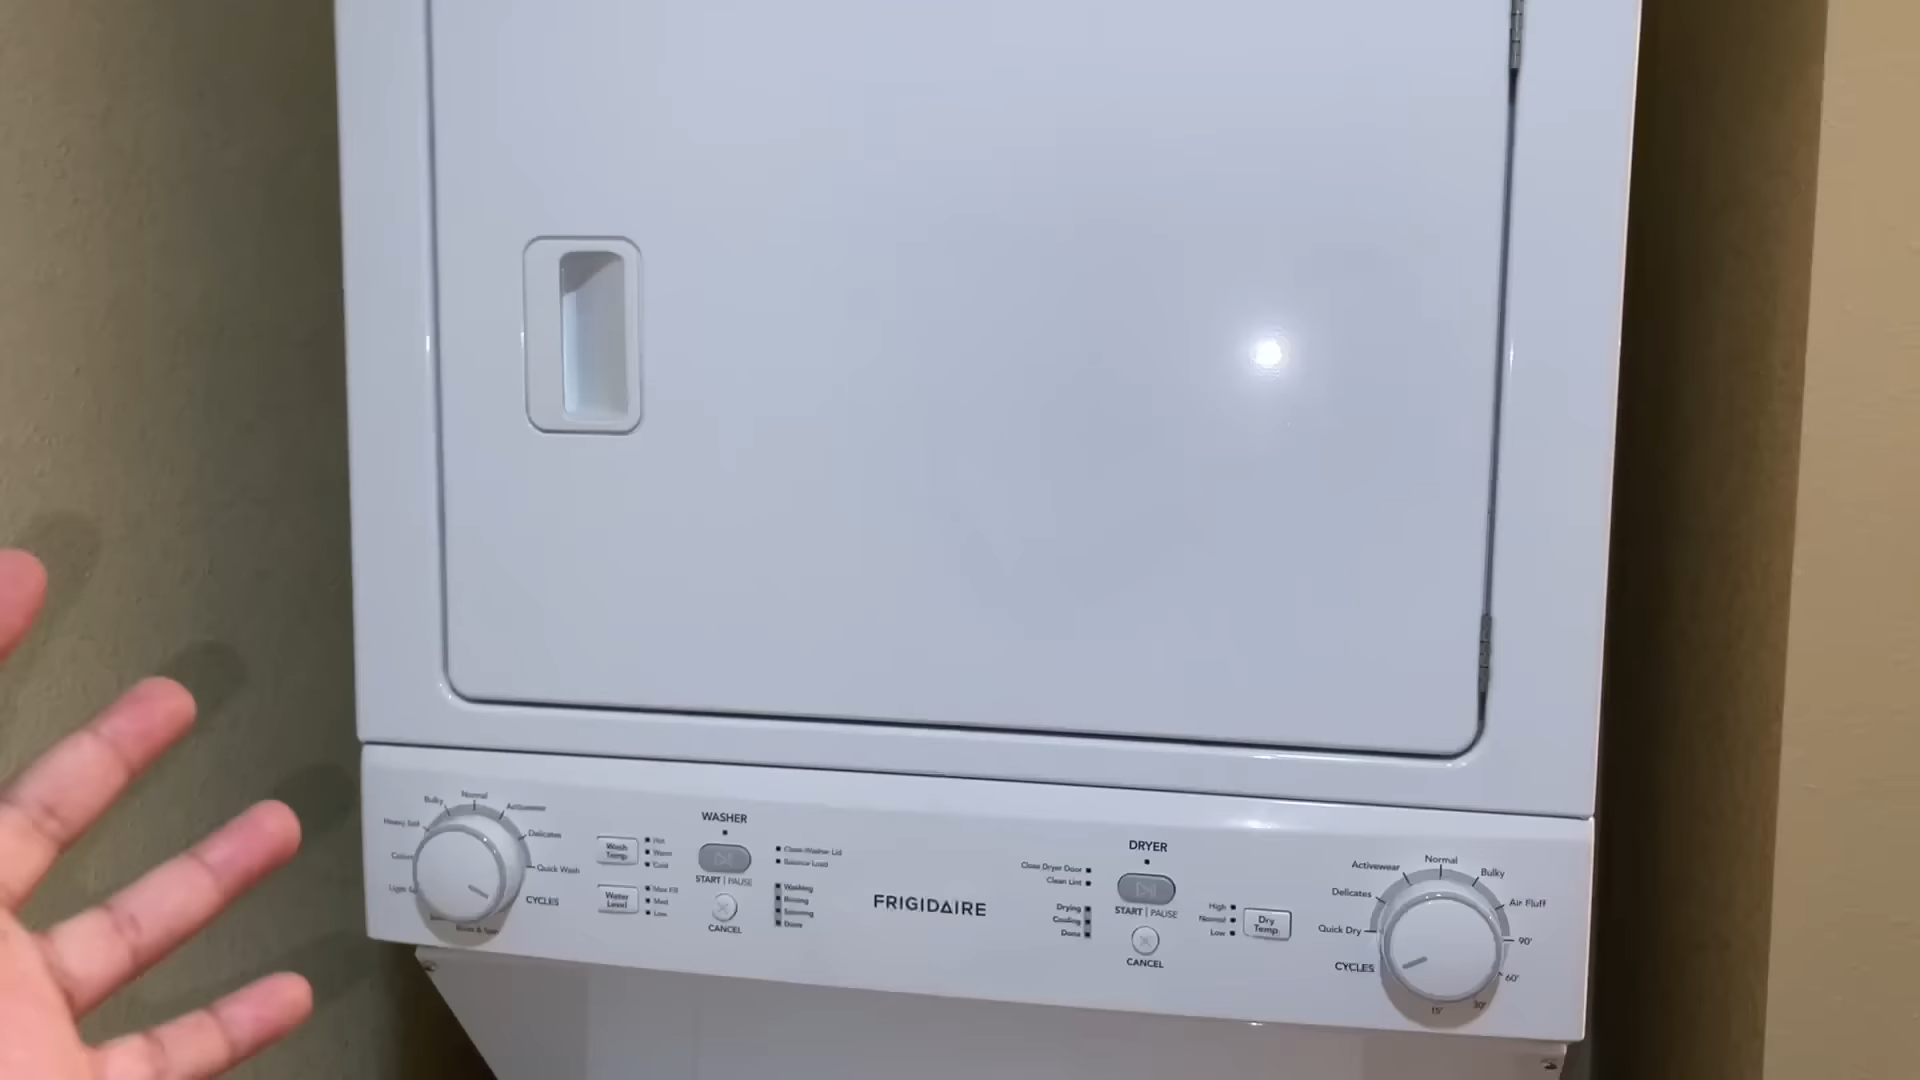 Normal
Bulky
Activewear
Heavy Soil
Delicates
Quick Wash
CYCLES
Rinse & Spin
Wash
Temp
Hot
Warm
Cold
Water
Level
Max Fill
Med
Low
WASHER
START | PAUSE
CANCEL
Close Washer Lid
Balance Load
Washing
Rinsing
Spinning
Done
FRIGIDAIRE
DRYER
START | PAUSE
CANCEL
Close Dryer Door
Clean Lint
Drying
Cooling
Done
High
Normal
Low
Dry
Temp
Normal
Activewear
Bulky
Delicates
Air Fluff
Quick Dry
90'
CYCLES
60'
30'
15'